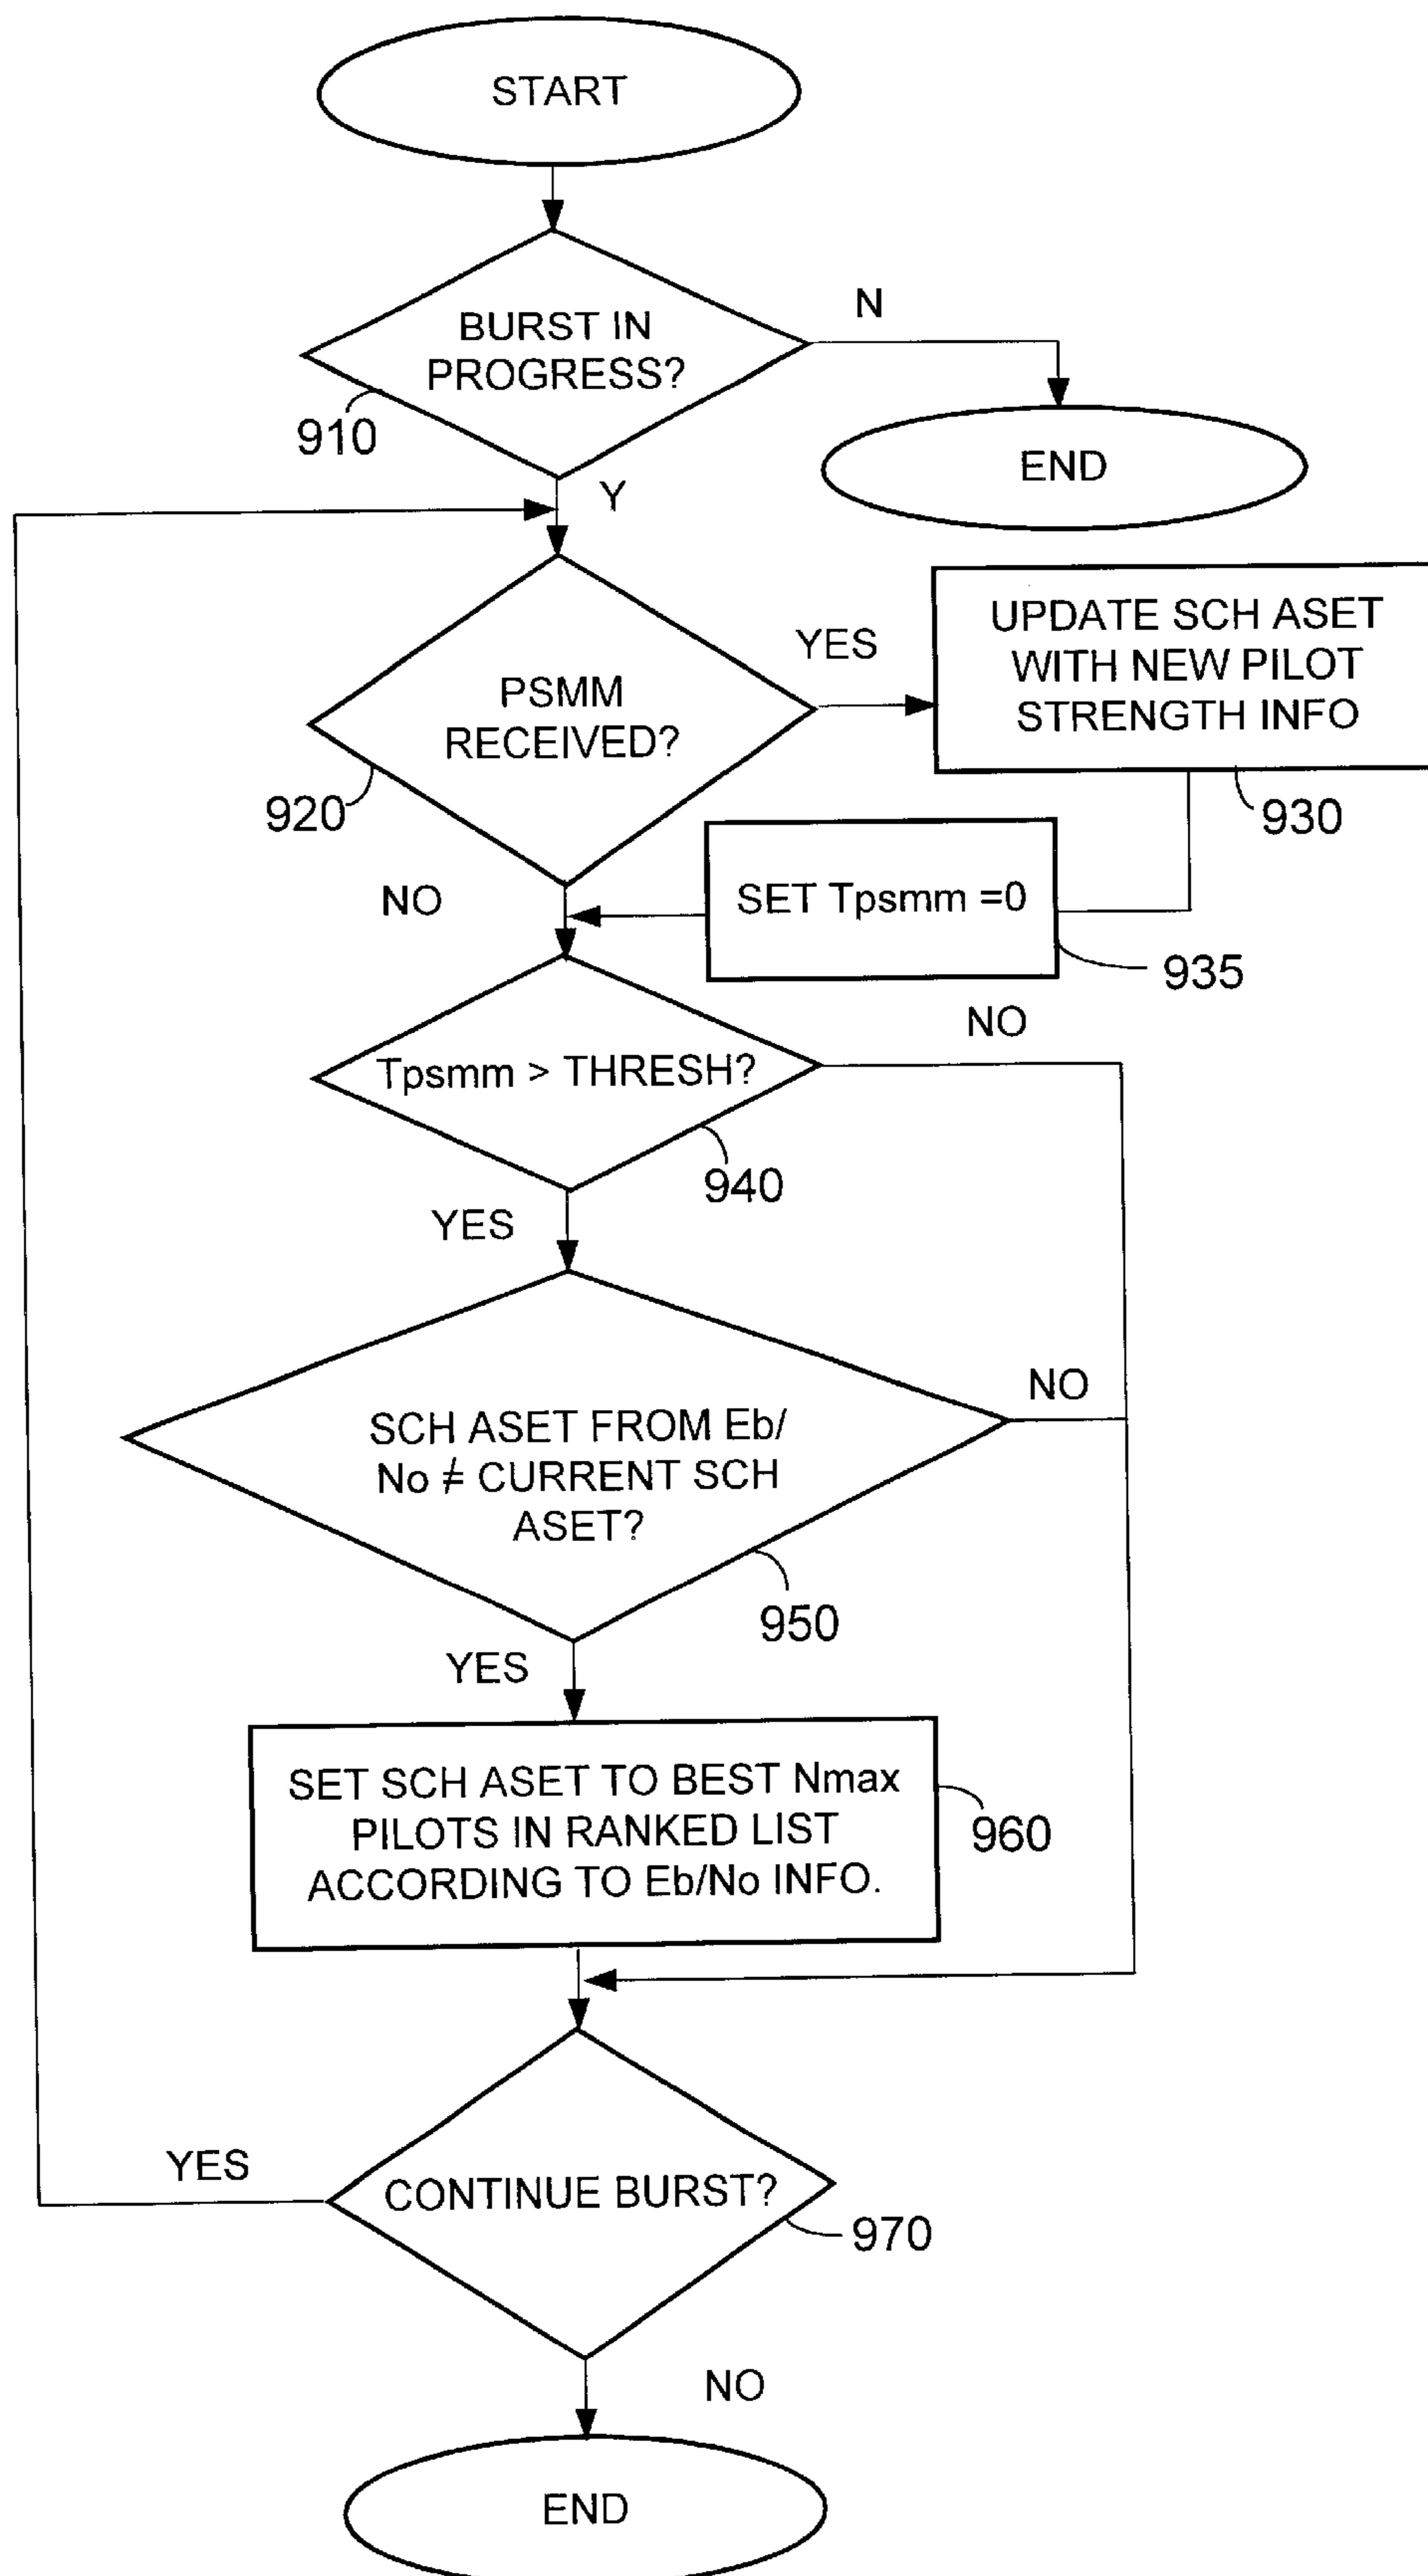 START
BURST IN
PROGRESS?
N
910
END
Y
PSMM
RECEIVED?
YES
920
UPDATE SCH ASET
WITH NEW PILOT
STRENGTH INFO
930
NO
SET Tpsmm =0
935
Tpsmm > THRESH?
NO
940
YES
SCH ASET FROM Eb/
No ≠ CURRENT SCH
ASET?
NO
950
YES
SET SCH ASET TO BEST Nmax
PILOTS IN RANKED LIST
ACCORDING TO Eb/No INFO.
960
CONTINUE BURST?
YES
970
NO
END